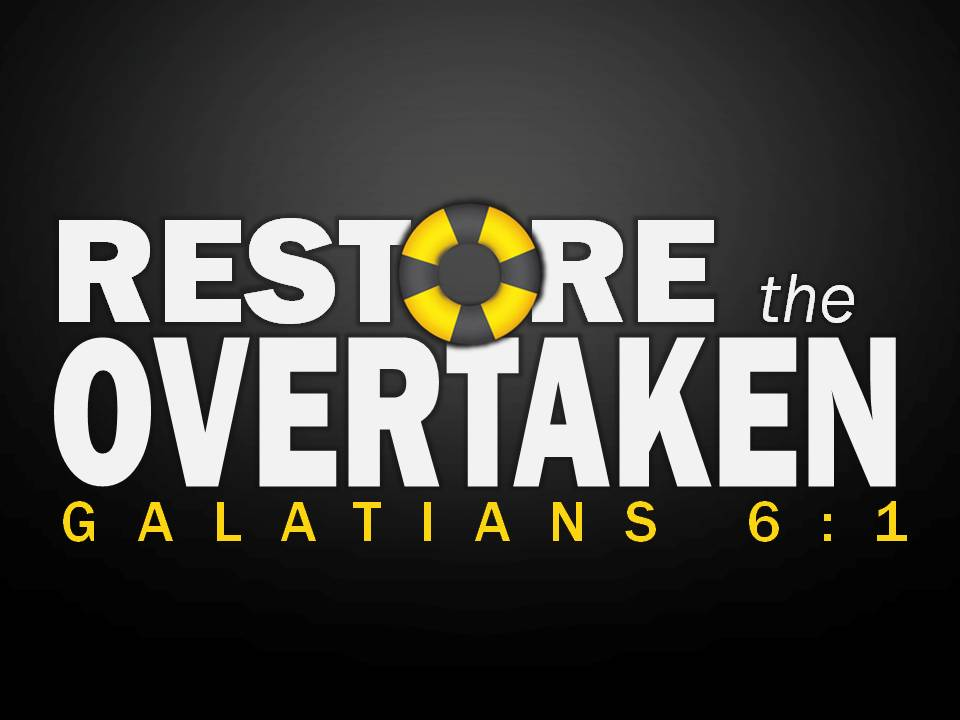 RESTORE the
OVERTAKEN
GALATIANS 6:1